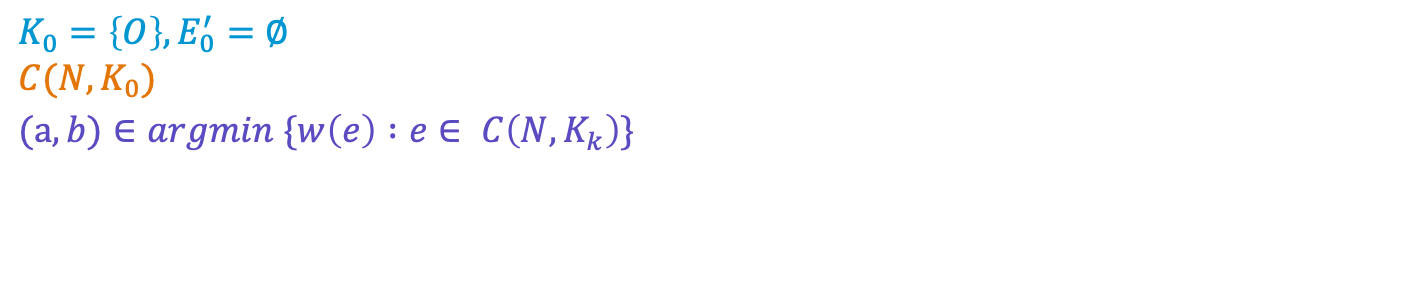 K₀ = {O}, E′₀ = ∅
C(N, K₀)
(a, b) ∈ argmin {w(e) : e ∈ C(N, Kₖ)}